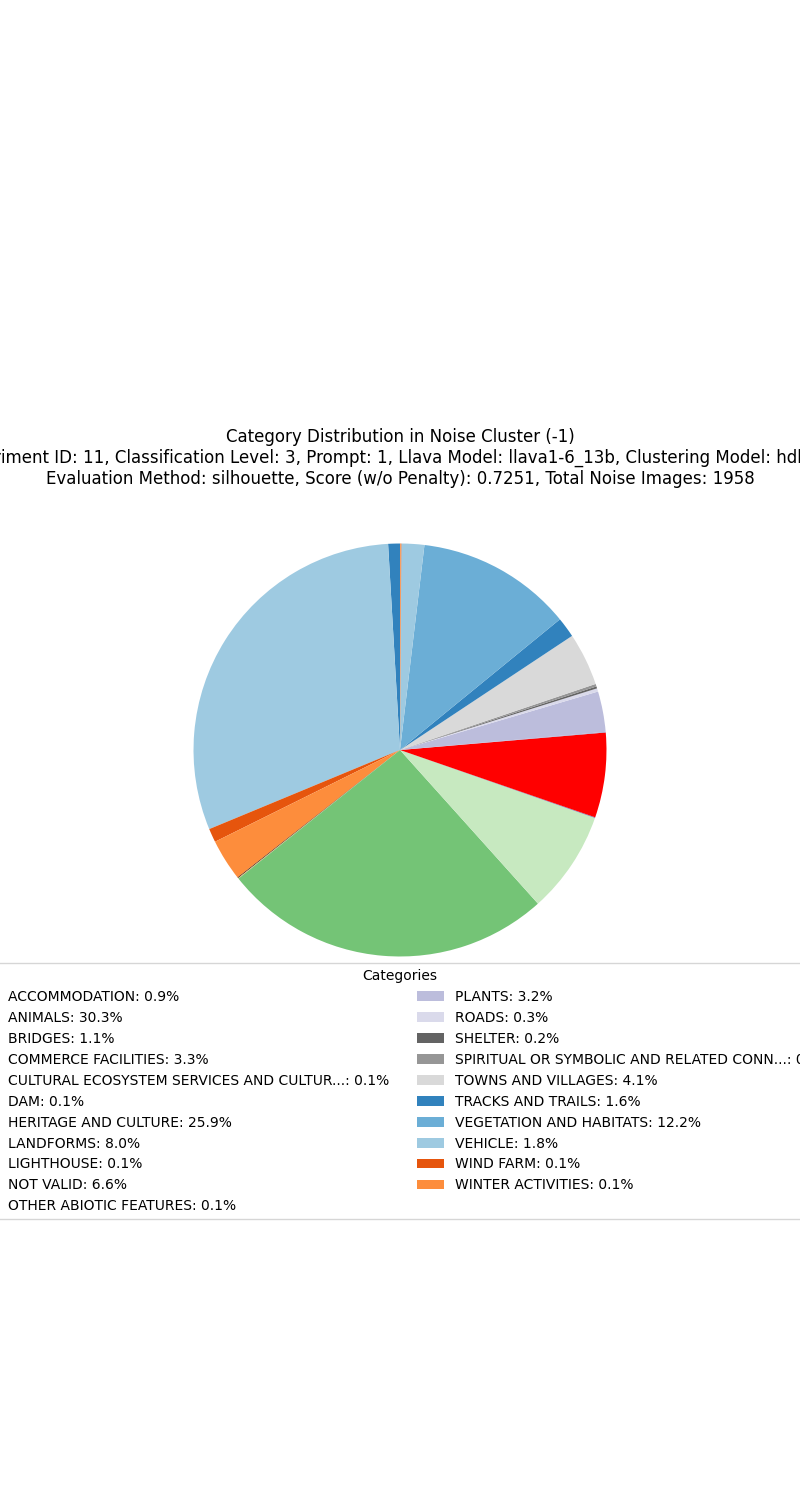 Category Distribution in Noise Cluster (-1)
riment ID: 11, Classification Level: 3, Prompt: 1, Llava Model: llava1-6_13b, Clustering Model: hdl
Evaluation Method: silhouette, Score (w/o Penalty): 0.7251, Total Noise Images: 1958
Categories
ACCOMMODATION: 0.9%
ANIMALS: 30.3%
BRIDGES: 1.1%
COMMERCE FACILITIES: 3.3%
CULTURAL ECOSYSTEM SERVICES AND CULTUR...: 0.1%
DAM: 0.1%
HERITAGE AND CULTURE: 25.9%
LANDFORMS: 8.0%
LIGHTHOUSE: 0.1%
NOT VALID: 6.6%
OTHER ABIOTIC FEATURES: 0.1%
PLANTS: 3.2%
ROADS: 0.3%
SHELTER: 0.2%
SPIRITUAL OR SYMBOLIC AND RELATED CONN...:
TOWNS AND VILLAGES: 4.1%
TRACKS AND TRAILS: 1.6%
VEGETATION AND HABITATS: 12.2%
VEHICLE: 1.8%
WIND FARM: 0.1%
WINTER ACTIVITIES: 0.1%